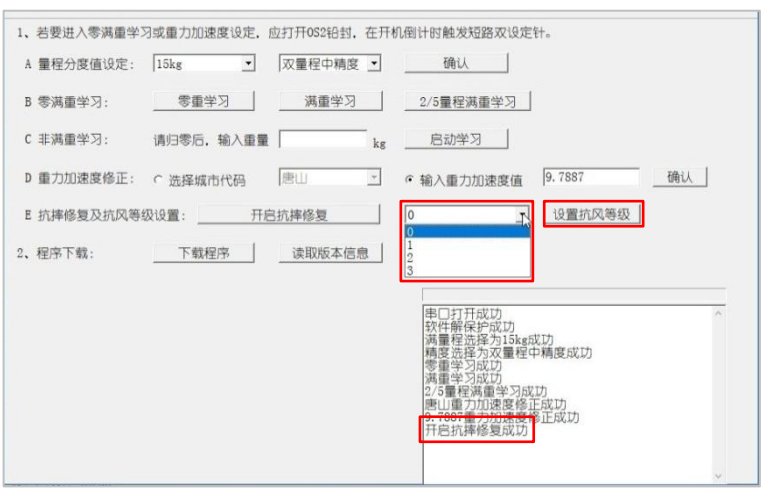 1、若要进入零满重学习或重力加速度设定，应打开OS2铅封，在开机倒计时触发短路双设定针。
A 量程分度值设定： 15kg 双量程中精度 确认
B 零满重学习： 零重学习 满重学习 2/5量程满重学习
C 非满重学习： 请归零后，输入重量 kg 启动学习
D 重力加速度修正： 选择城市代码 唐山 输入重力加速度值 9.7887 确认
E 抗摔修复及抗风等级设置： 开启抗摔修复 0 设置抗风等级
0
1
2
3
2、程序下载： 下载程序 读取版本信息
串口打开成功
软件解保护成功
满量程选择为15kg成功
精度选择为双量程中精度成功
零重学习成功
满重学习成功
2/5量程满重学习成功
唐山重力加速度修正成功
9.7887重力加速度修正成功
开启抗摔修复成功